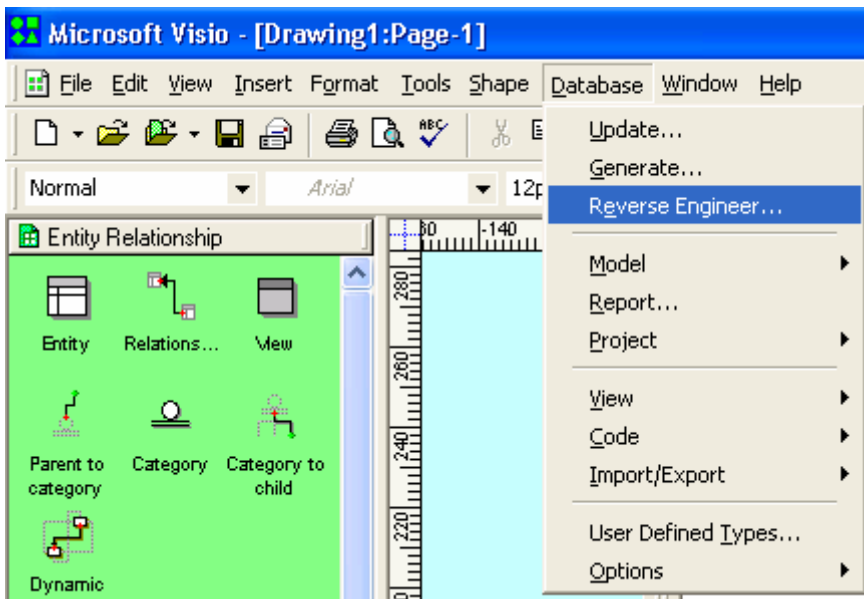 Microsoft Visio - [Drawing1:Page-1]
File Edit View Insert Format Tools Shape Database Window Help
ABC
Normal Arial 12p
Update...
Generate...
Reverse Engineer...
Model
Report...
Project
View
Code
Import/Export
User Defined Types...
Options
Entity Relationship
-140
280
260
240
220
Entity Relations... View
Parent to category
Category
Category to child
Dynamic